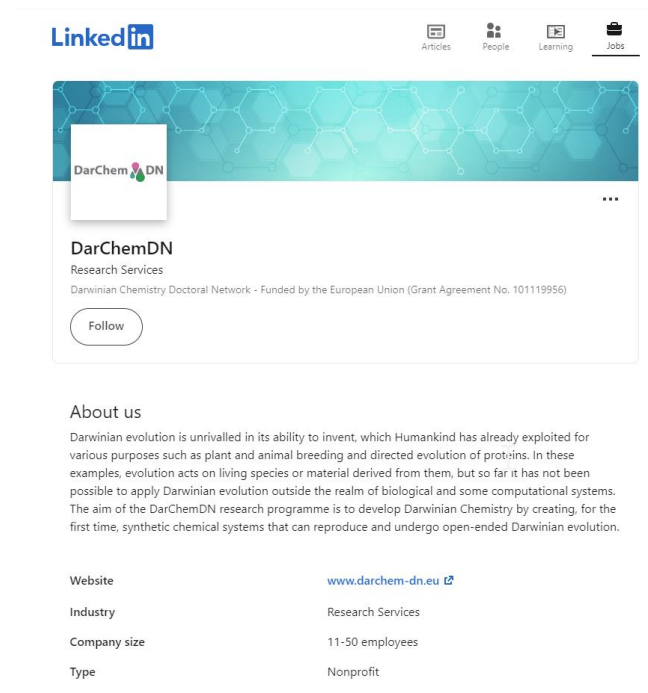 LinkedIn
Articles People Learning Jobs
DarChem DN
DarChemDN
Research Services
Darwinian Chemistry Doctoral Network - Funded by the European Union (Grant Agreement No. 101119956)
Follow
About us
Darwinian evolution is unrivalled in its ability to invent, which Humankind has already exploited for
various purposes such as plant and animal breeding and directed evolution of proteins. In these
examples, evolution acts on living species or material derived from them, but so far it has not been
possible to apply Darwinian evolution outside the realm of biological and some computational systems.
The aim of the DarChemDN research programme is to develop Darwinian Chemistry by creating, for the
first time, synthetic chemical systems that can reproduce and undergo open-ended Darwinian evolution.
Website www.darchem-dn.eu
Industry Research Services
Company size 11-50 employees
Type Nonprofit